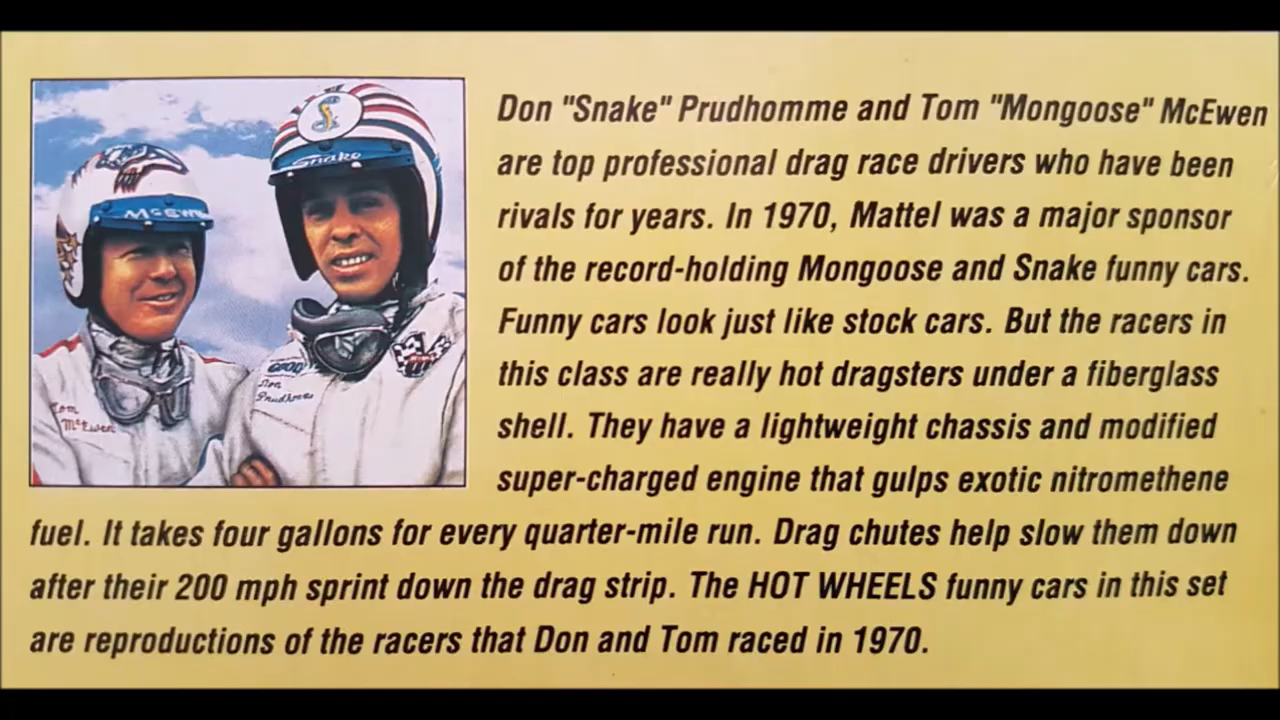 McEwen
Snake
Tom
McEwen
GOOD
Don
Prudhomme
Don "Snake" Prudhomme and Tom "Mongoose" McEwen
are top professional drag race drivers who have been
rivals for years. In 1970, Mattel was a major sponsor
of the record-holding Mongoose and Snake funny cars.
Funny cars look just like stock cars. But the racers in
this class are really hot dragsters under a fiberglass
shell. They have a lightweight chassis and modified
super-charged engine that gulps exotic nitromethene
fuel. It takes four gallons for every quarter-mile run. Drag chutes help slow them down
after their 200 mph sprint down the drag strip. The HOT WHEELS funny cars in this set
are reproductions of the racers that Don and Tom raced in 1970.